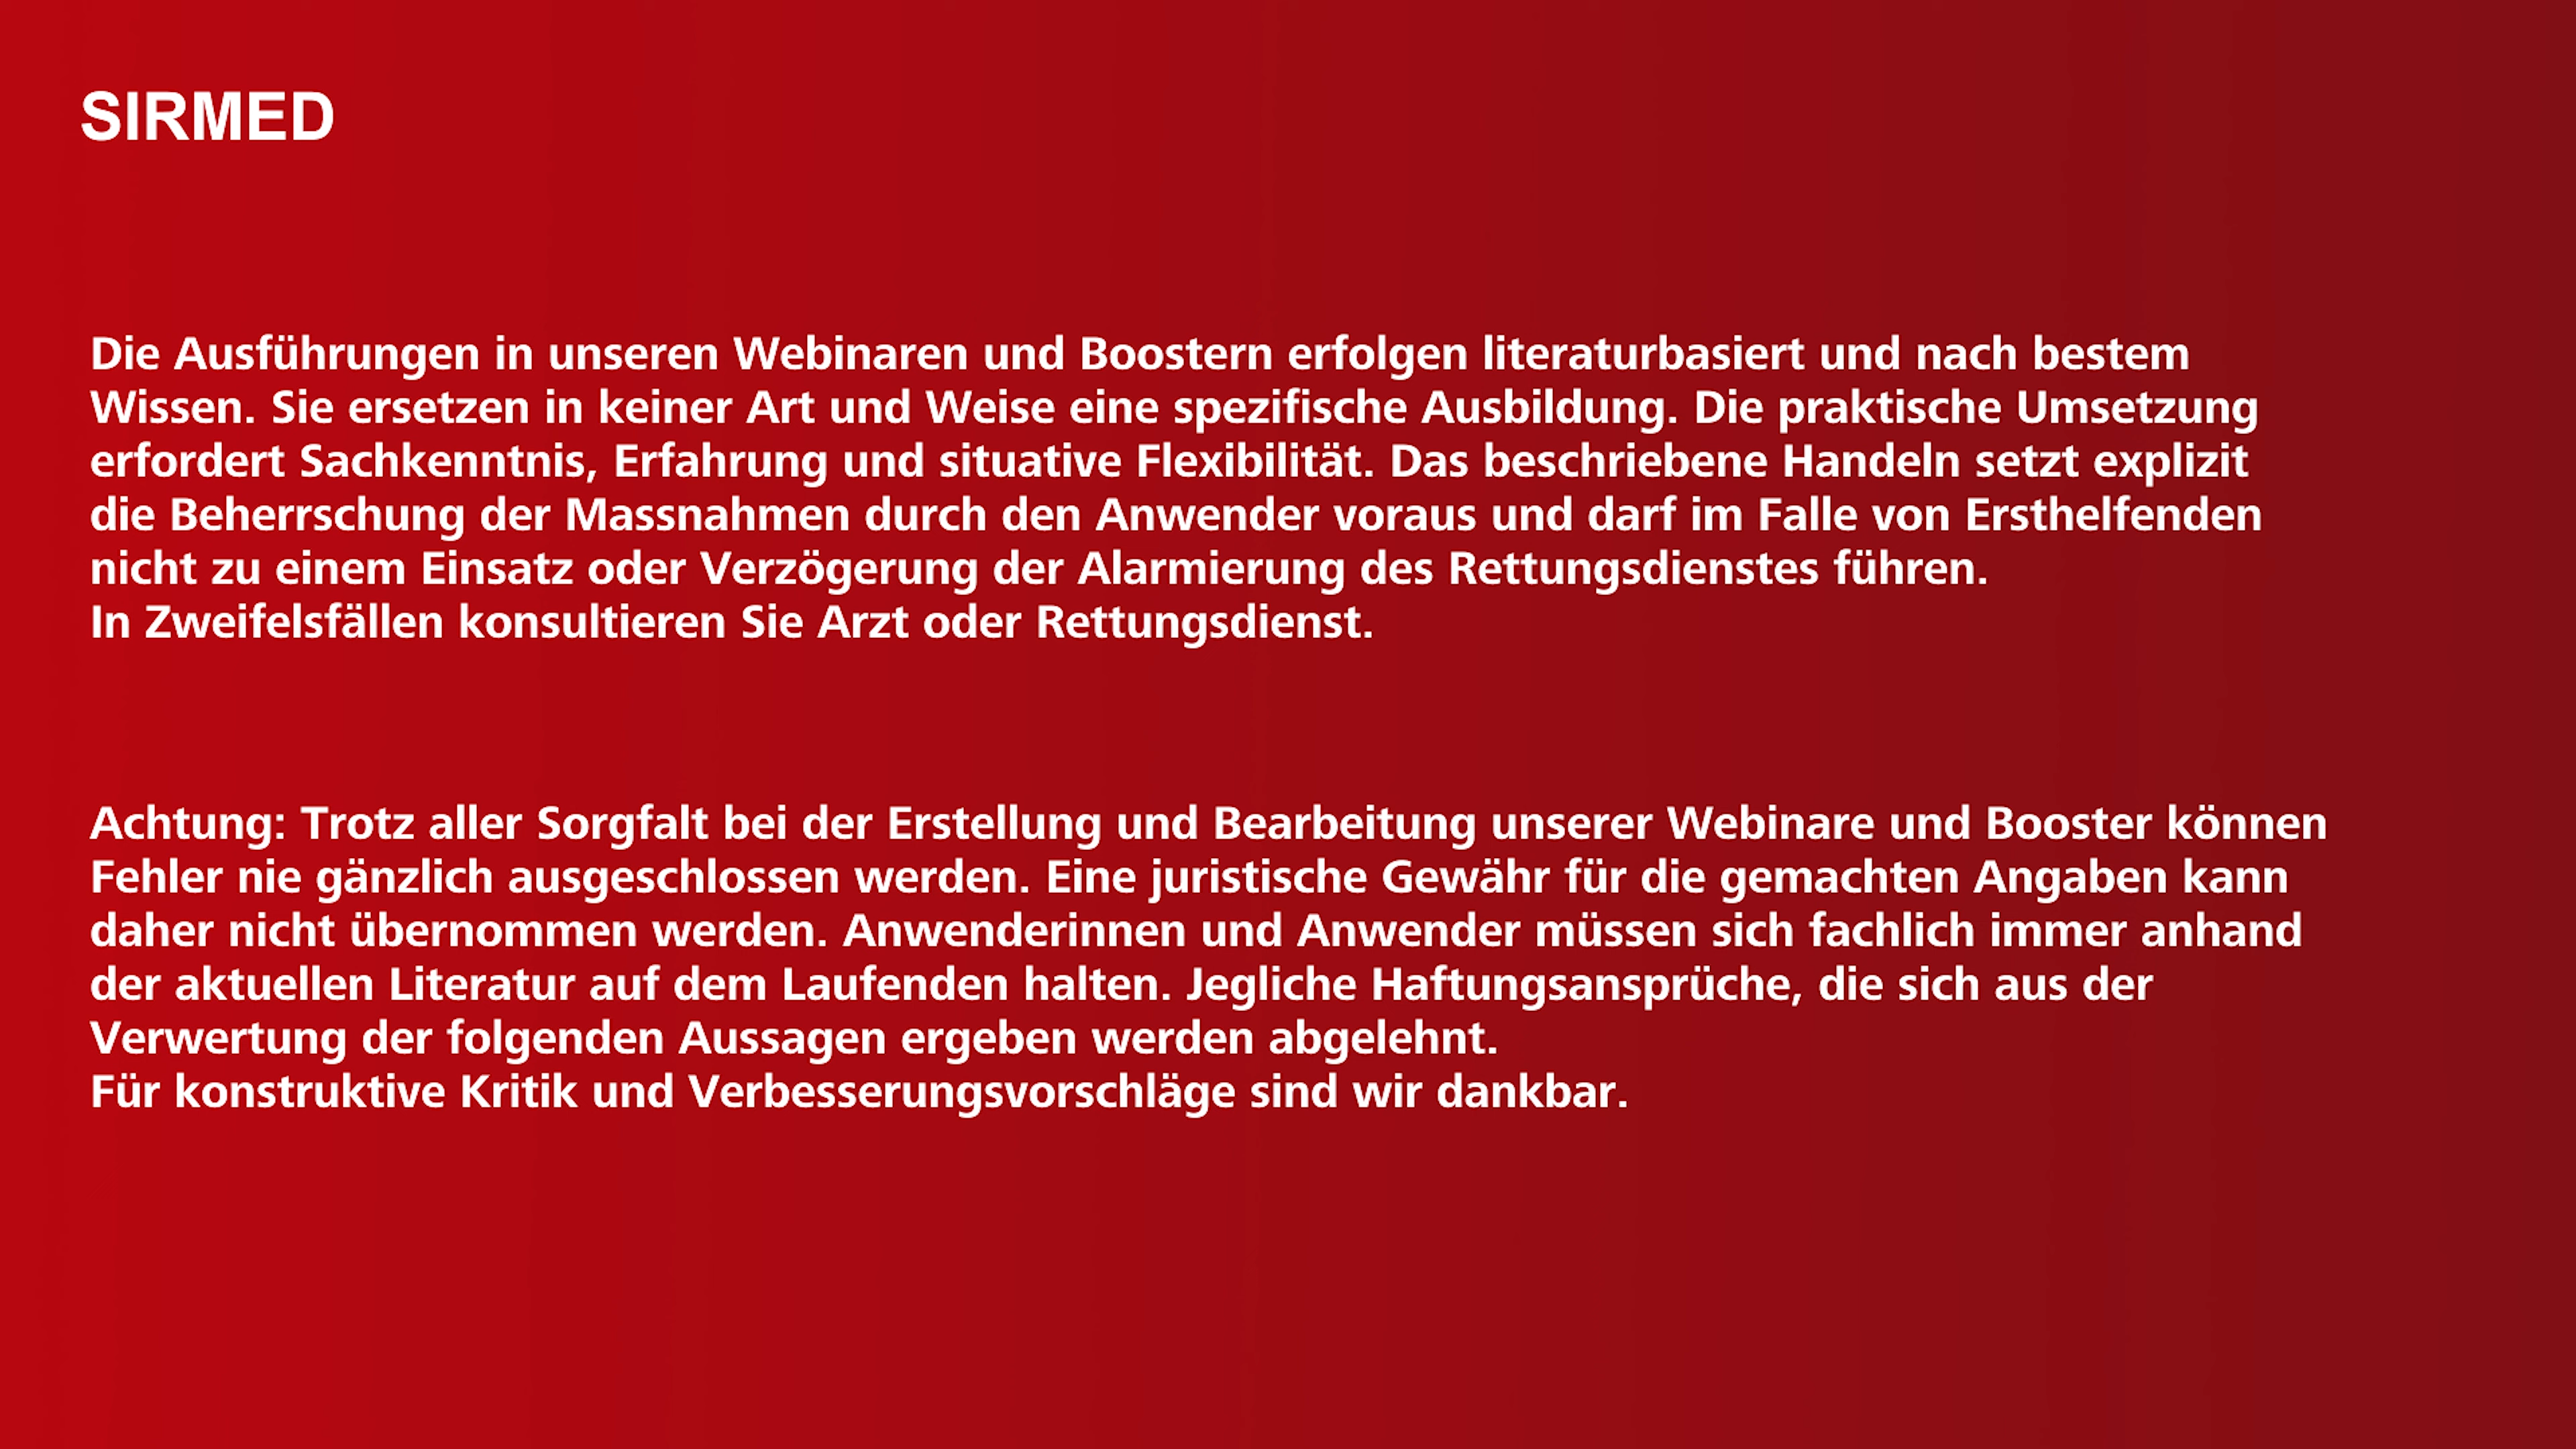 SIRMED
Die Ausführungen in unseren Webinaren und Boostern erfolgen literaturbasiert und nach bestem
Wissen. Sie ersetzen in keiner Art und Weise eine spezifische Ausbildung. Die praktische Umsetzung
erfordert Sachkenntnis, Erfahrung und situative Flexibilität. Das beschriebene Handeln setzt explizit
die Beherrschung der Massnahmen durch den Anwender voraus und darf im Falle von Ersthelfenden
nicht zu einem Einsatz oder Verzögerung der Alarmierung des Rettungsdienstes führen.
In Zweifelsfällen konsultieren Sie Arzt oder Rettungsdienst.
Achtung: Trotz aller Sorgfalt bei der Erstellung und Bearbeitung unserer Webinare und Booster können
Fehler nie gänzlich ausgeschlossen werden. Eine juristische Gewähr für die gemachten Angaben kann
daher nicht übernommen werden. Anwenderinnen und Anwender müssen sich fachlich immer anhand
der aktuellen Literatur auf dem Laufenden halten. Jegliche Haftungsansprüche, die sich aus der
Verwertung der folgenden Aussagen ergeben werden abgelehnt.
Für konstruktive Kritik und Verbesserungsvorschläge sind wir dankbar.